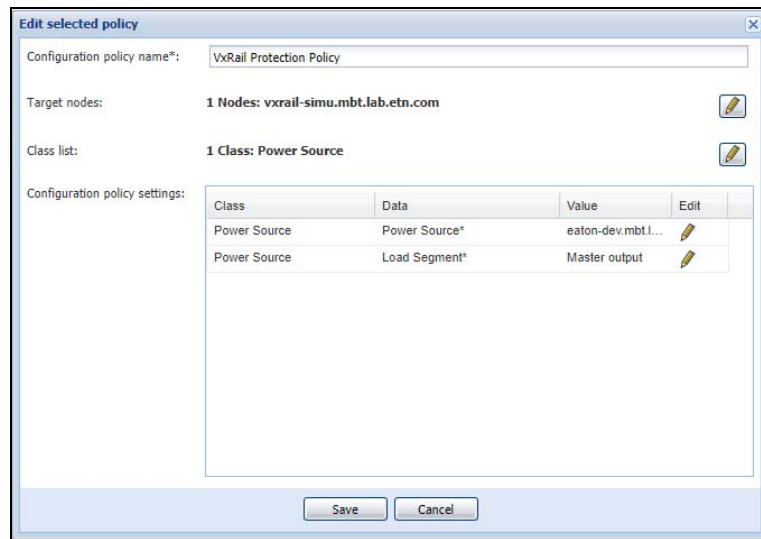 Edit selected policy
Configuration policy name*: VxRail Protection Policy
Target nodes: 1 Nodes: vxrail-simu.mbt.lab.etn.com
Class list: 1 Class: Power Source
Configuration policy settings:
Class Data Value Edit
Power Source Power Source* eaton-dev.mbt.l...
Power Source Load Segment* Master output
Save Cancel